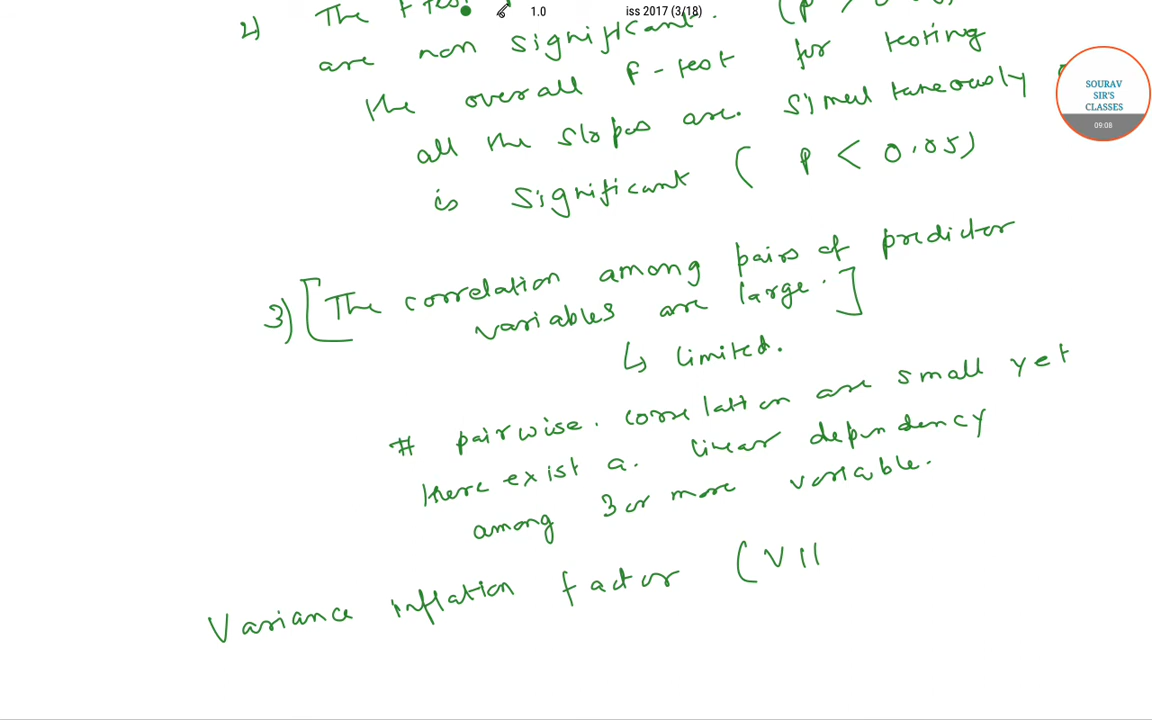 1.0
iss 2017 (3/18)
2) The F
are non significant. (p >
the overall F-test for testing
all the slopes are. simultaneously
is significant ( p < 0.05)
3) [The correlation among pairs of predictor
variables are large.]
↳ limited.
# pairwise. correlation are small yet
there exist a. linear dependency
among 3 or more variable.
Variance inflation factor (VI
SOURAV
SIR'S
CLASSES
09:08